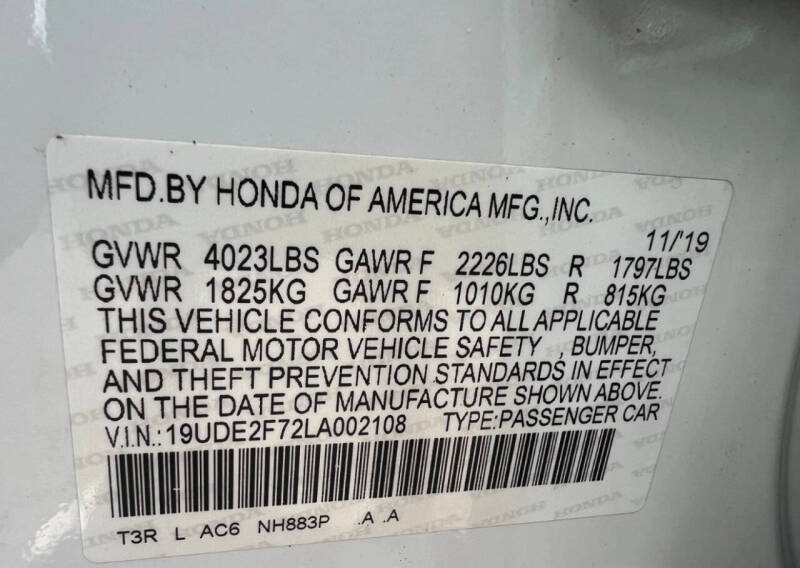 MFD.BY HONDA OF AMERICA MFG.,INC.
11/'19
GVWR 4023LBS GAWR F 2226LBS R 1797LBS
GVWR 1825KG GAWR F 1010KG R 815KG
THIS VEHICLE CONFORMS TO ALL APPLICABLE
FEDERAL MOTOR VEHICLE SAFETY , BUMPER,
AND THEFT PREVENTION STANDARDS IN EFFECT
ON THE DATE OF MANUFACTURE SHOWN ABOVE.
V.I.N.: 19UDE2F72LA002108 TYPE:PASSENGER CAR
T3R L AC6 NH883P .A .A